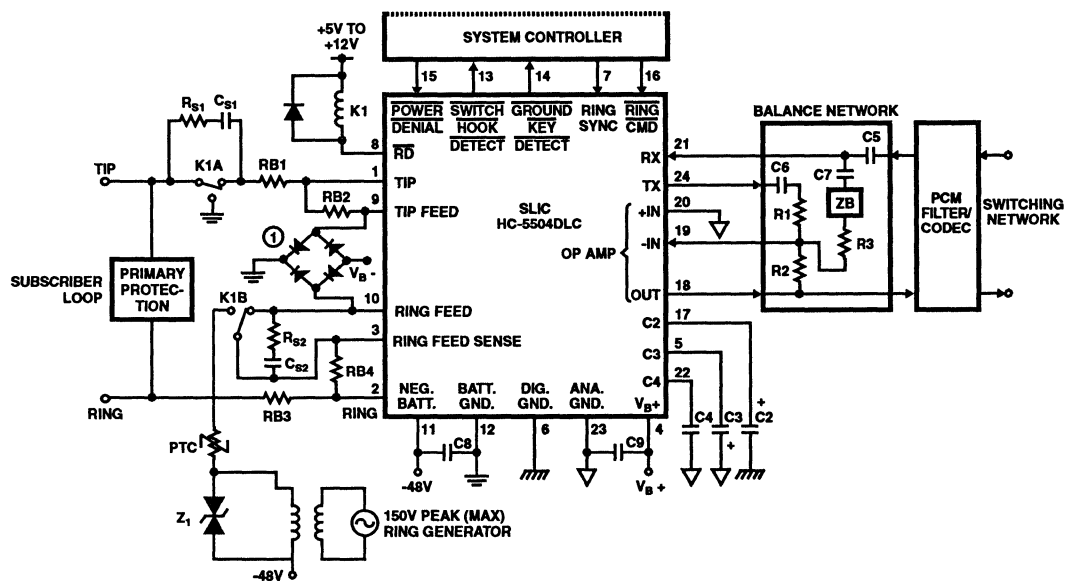 +5V TO
+12V
SYSTEM CONTROLLER
15
13
14
7
16
RS1
CS1
K1
POWER
DENIAL
SWITCH
HOOK
DETECT
GROUND
KEY
DETECT
RING
SYNC
RING
CMD
BALANCE NETWORK
8
RD
RX
21
C5
TIP
K1A
RB1
1
TIP
TX
24
C6
C7
RB2
9
TIP FEED
SLIC
HC-5504DLC
+IN
20
R1
ZB
PCM
FILTER/
CODEC
SWITCHING
NETWORK
1
OP AMP
-IN
19
R3
VB -
R2
SUBSCRIBER
LOOP
PRIMARY
PROTEC-
TION
K1B
10
RING FEED
OUT
18
RS2
3
RING FEED SENSE
C2
17
CS2
RB4
C3
5
C4
22
RING
RB3
2
RING
NEG.
BATT.
BATT.
GND.
DIG.
GND.
ANA.
GND.
VB+
+
C4
C3
C2
+
11
12
6
23
4
C8
C9
PTC
-48V
VB +
Z1
150V PEAK (MAX)
RING GENERATOR
-48V